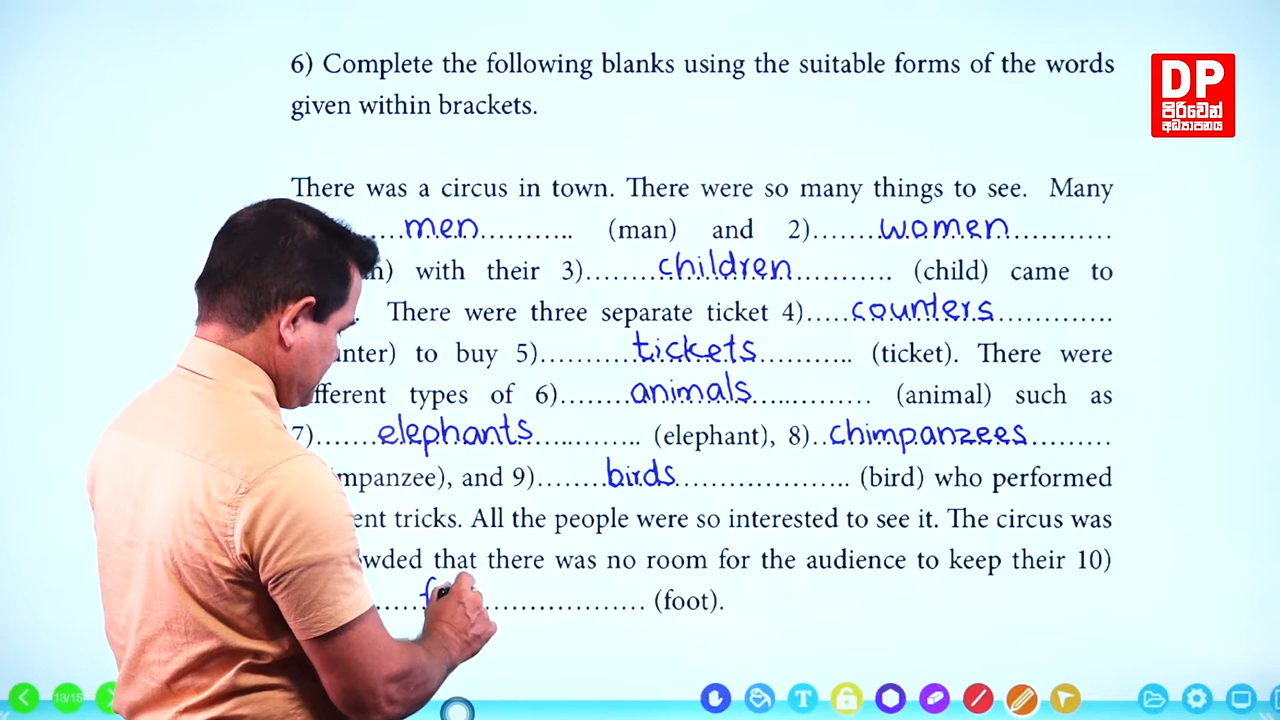 6) Complete the following blanks using the suitable forms of the words
given within brackets.
DP
පිරිවෙන්
අධ්‍යාපනය
There was a circus in town. There were so many things to see. Many
men (man) and 2)........women............
with their 3)........children............ (child) came to
There were three separate ticket 4).....counters............
to buy 5)..........tickets............ (ticket). There were
types of 6)........animals............ (animal) such as
7).......elephants............ (elephant), 8)..chimpanzees.........
and 9)........birds...................... (bird) who performed
tricks. All the people were so interested to see it. The circus was
that there was no room for the audience to keep their 10)
(foot).
13/15